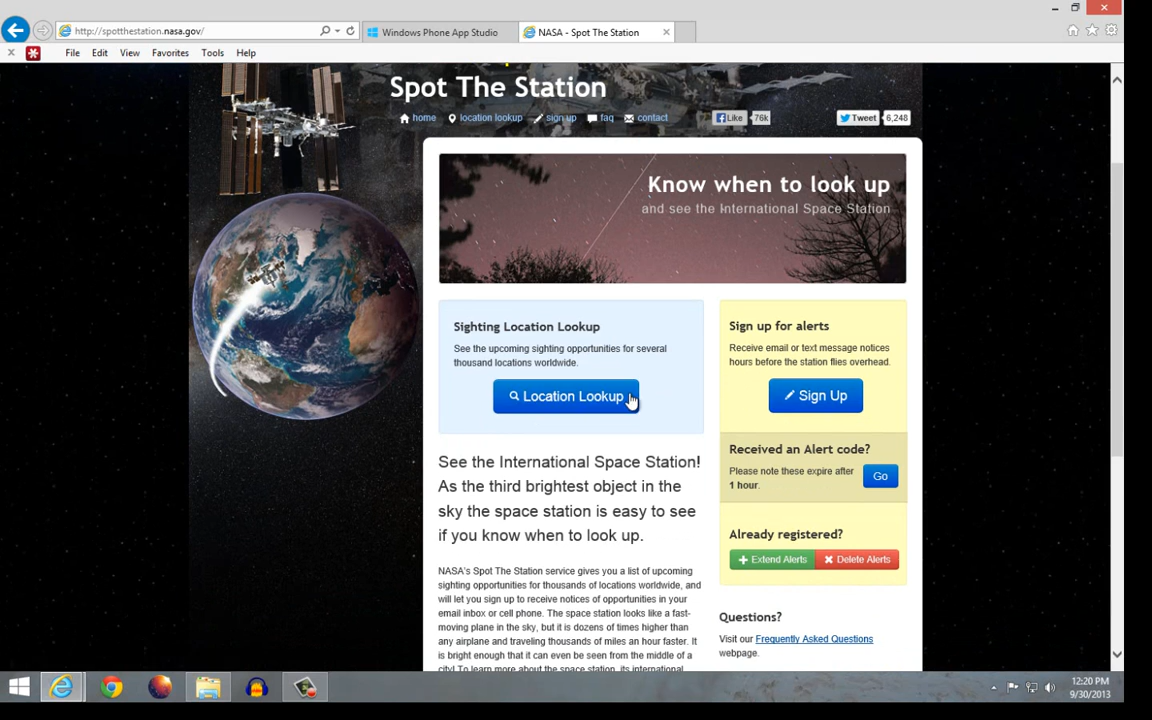 http://spotthestation.nasa.gov/
Windows Phone App Studio
NASA - Spot The Station
File Edit View Favorites Tools Help
Spot The Station
home location lookup sign up faq contact
Like 76k
Tweet 6,248
Know when to look up
and see the International Space Station
Sighting Location Lookup
See the upcoming sighting opportunities for several
thousand locations worldwide.
Location Lookup
Sign up for alerts
Receive email or text message notices
hours before the station flies overhead.
Sign Up
Received an Alert code?
Please note these expire after
1 hour.
Go
Already registered?
Extend Alerts Delete Alerts
Questions?
Visit our Frequently Asked Questions
webpage.
See the International Space Station!
As the third brightest object in the
sky the space station is easy to see
if you know when to look up.
NASA's Spot The Station service gives you a list of upcoming
sighting opportunities for thousands of locations worldwide, and
will let you sign up to receive notices of opportunities in your
email inbox or cell phone. The space station looks like a fast-
moving plane in the sky, but it is dozens of times higher than
any airplane and traveling thousands of miles an hour faster. It
is bright enough that it can even be seen from the middle of a
city! To learn more about the space station, its international
12:20 PM
9/30/2013